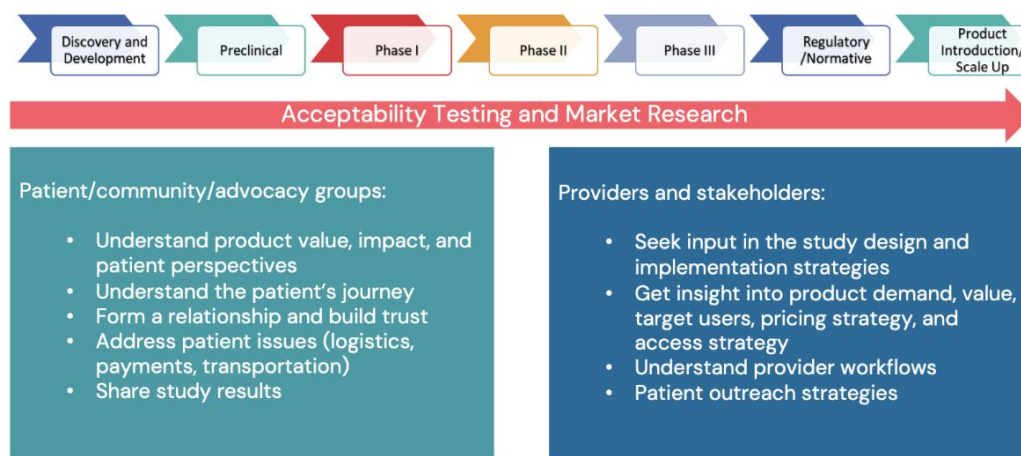 Discovery and
Development
Preclinical
Phase I
Phase II
Phase III
Regulatory
/Normative
Product
Introduction/
Scale Up
Acceptability Testing and Market Research
Patient/community/advocacy groups:
• Understand product value, impact, and
patient perspectives
• Understand the patient's journey
• Form a relationship and build trust
• Address patient issues (logistics,
payments, transportation)
• Share study results
Providers and stakeholders:
• Seek input in the study design and
implementation strategies
• Get insight into product demand, value,
target users, pricing strategy, and
access strategy
• Understand provider workflows
• Patient outreach strategies